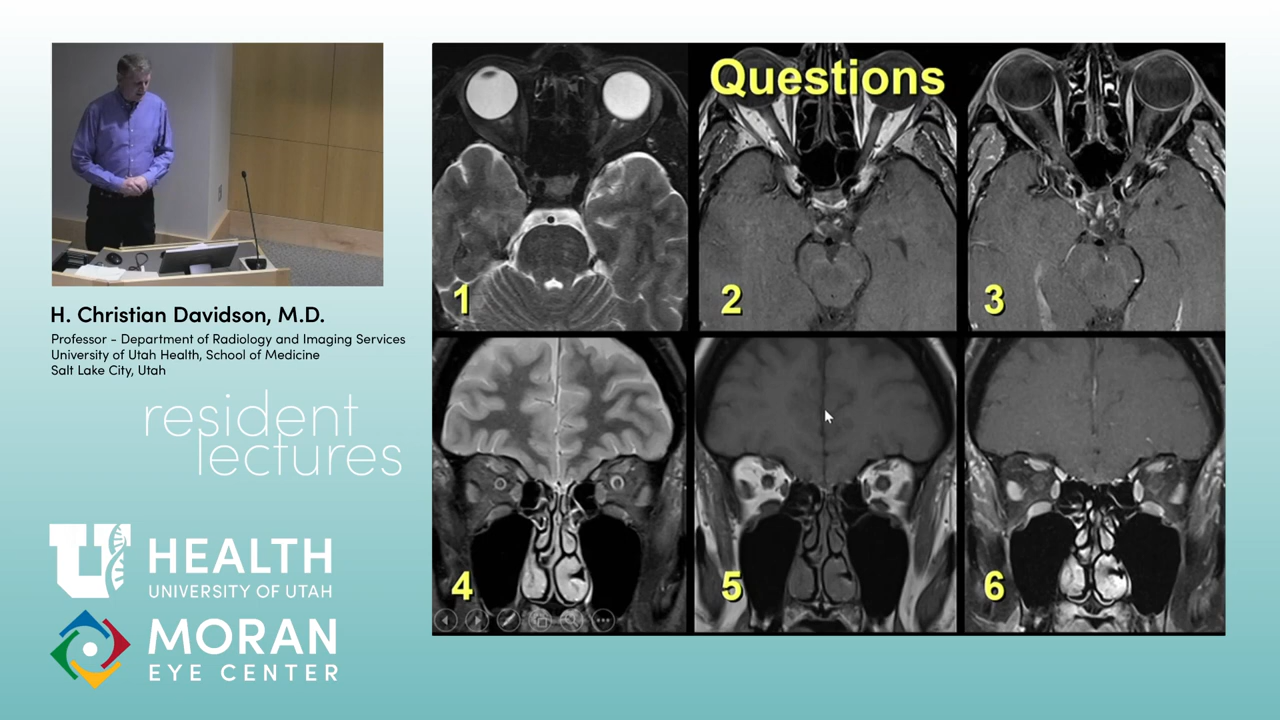 H. Christian Davidson, M.D.
Professor - Department of Radiology and Imaging Services
University of Utah Health, School of Medicine
Salt Lake City, Utah
resident
lectures
U HEALTH
UNIVERSITY OF UTAH
MORAN
EYE CENTER
Questions
1
2
3
4
5
6